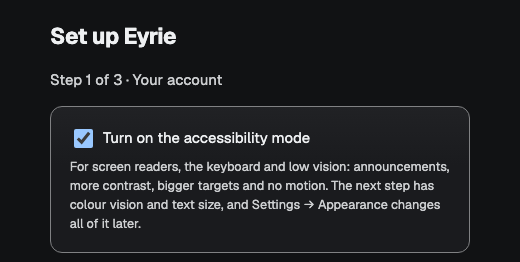 Set up Eyrie
Step 1 of 3 · Your account
Turn on the accessibility mode
For screen readers, the keyboard and low vision: announcements,
more contrast, bigger targets and no motion. The next step has
colour vision and text size, and Settings → Appearance changes
all of it later.